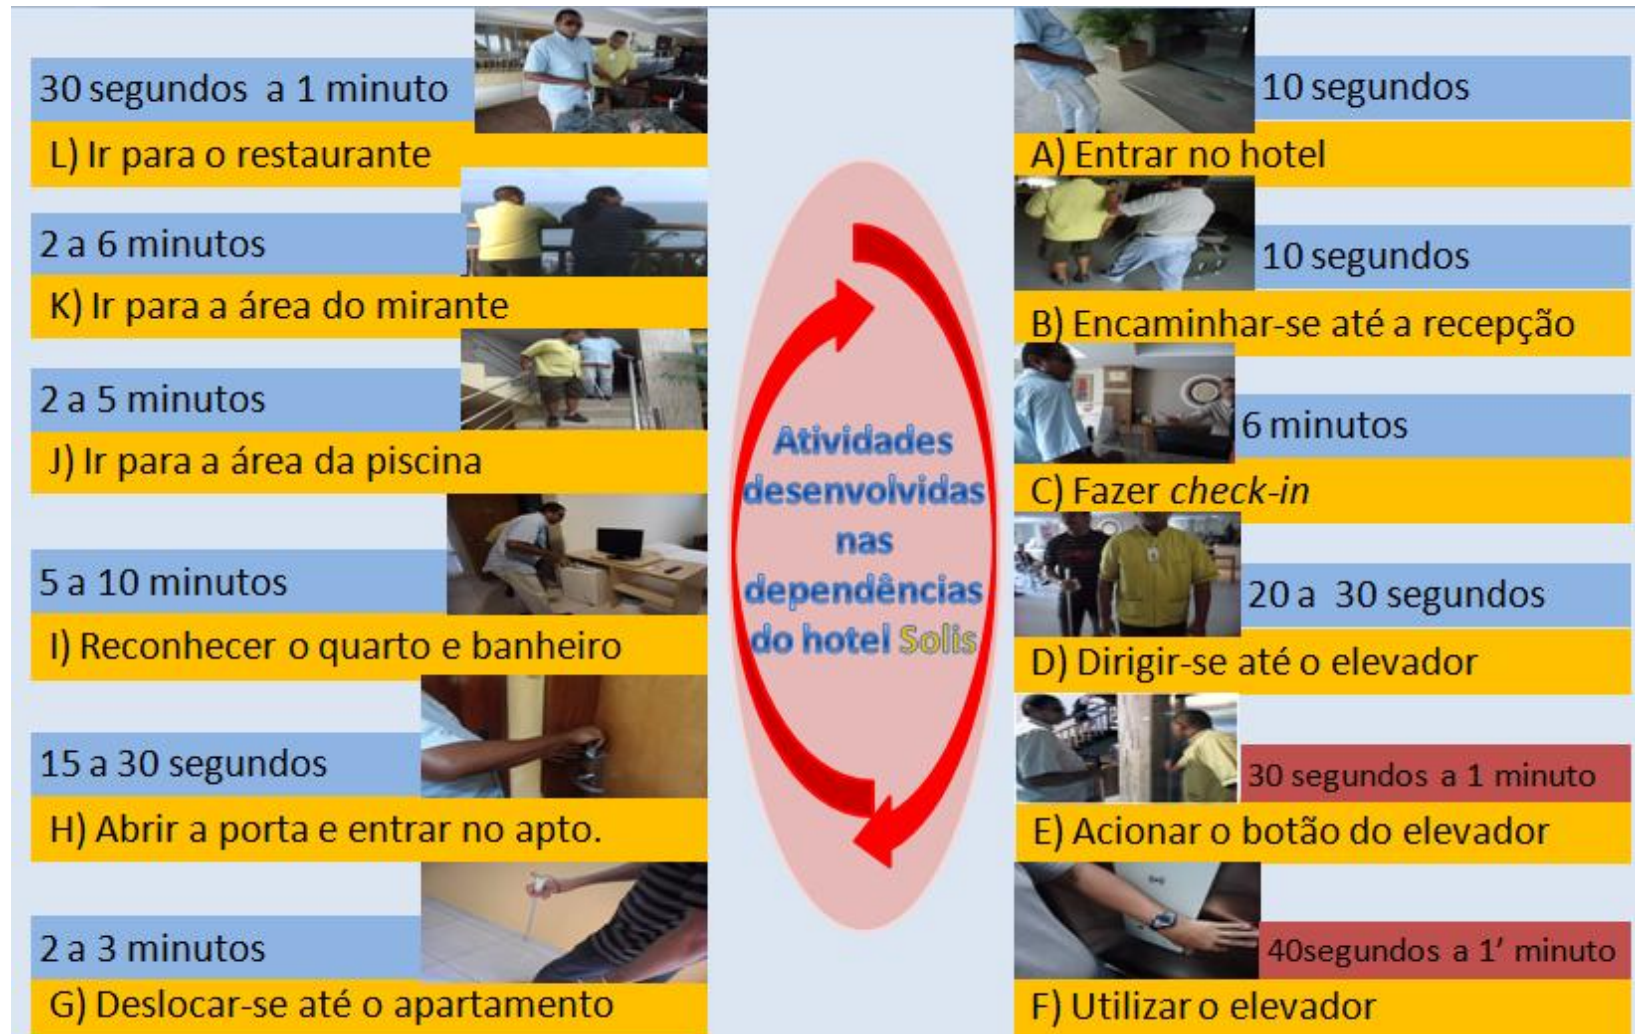 30 segundos a 1 minuto
L) Ir para o restaurante
2 a 6 minutos
K) Ir para a área do mirante
2 a 5 minutos
J) Ir para a área da piscina
5 a 10 minutos
I) Reconhecer o quarto e banheiro
15 a 30 segundos
H) Abrir a porta e entrar no apto.
2 a 3 minutos
G) Deslocar-se até o apartamento
Atividades
desenvolvidas
nas
dependências
do hotel Solis
10 segundos
A) Entrar no hotel
10 segundos
B) Encaminhar-se até a recepção
6 minutos
C) Fazer check-in
20 a 30 segundos
D) Dirigir-se até o elevador
30 segundos a 1 minuto
E) Acionar o botão do elevador
40segundos a 1’ minuto
F) Utilizar o elevador